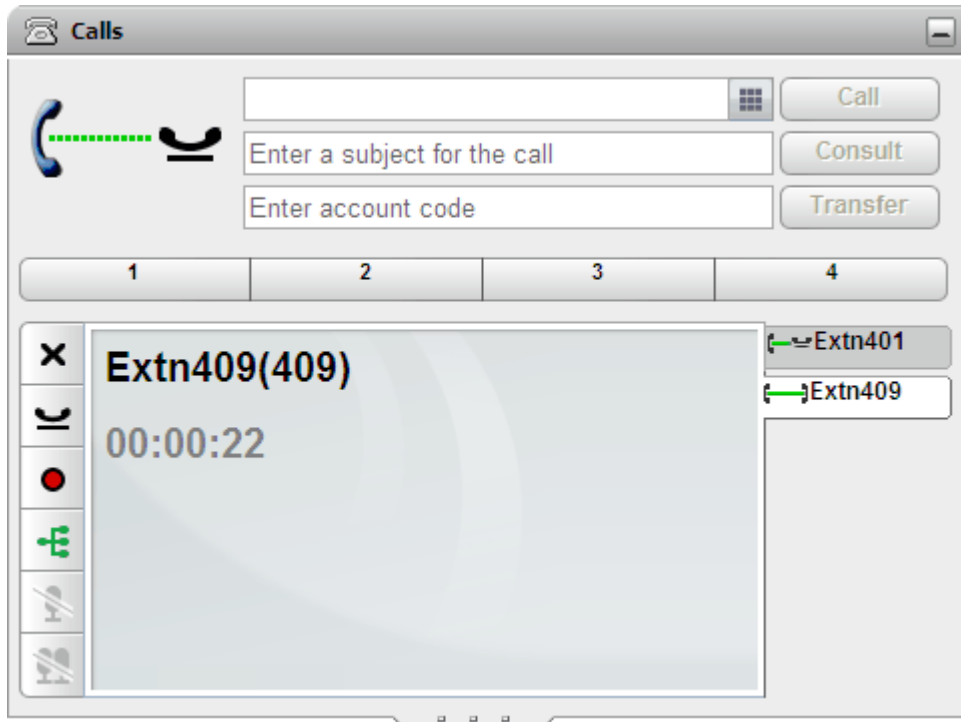 Calls
Call
Enter a subject for the call
Consult
Enter account code
Transfer
1 2 3 4
Extn409(409)
00:00:22
Extn401
Extn409